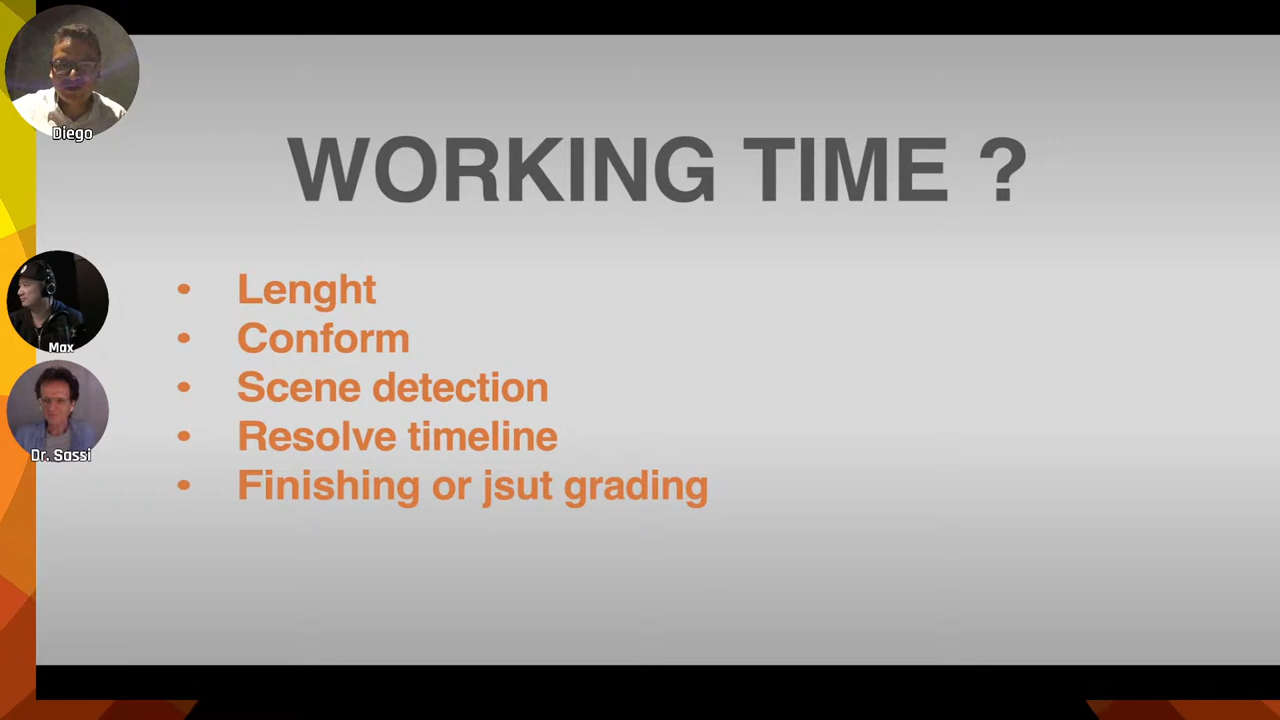 Diego
WORKING TIME ?
• Lenght
• Conform
Max
• Scene detection
• Resolve timeline
Dr. Sassi
• Finishing or jsut grading